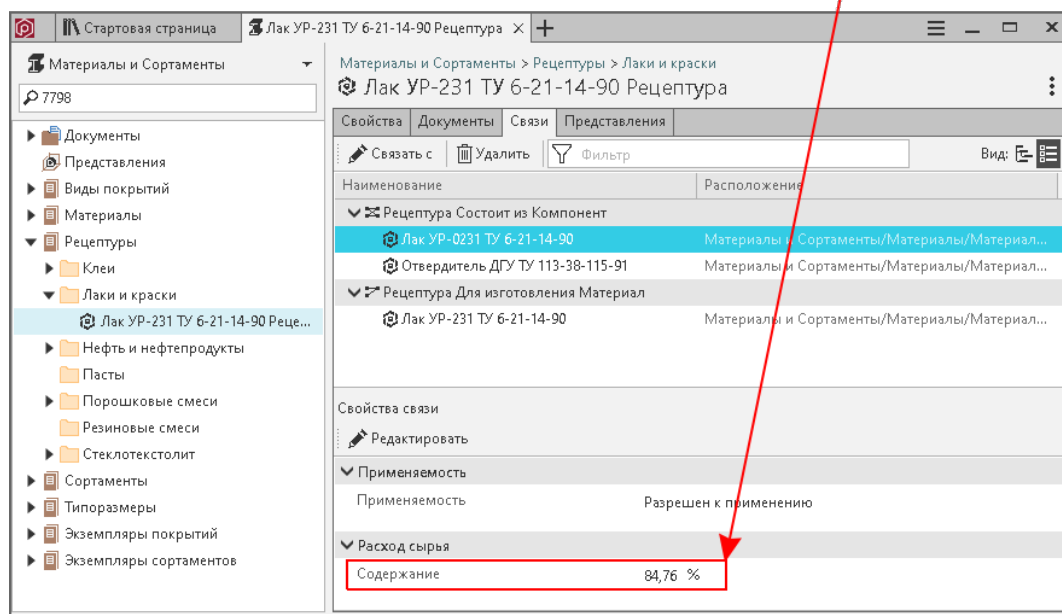 Стартовая страница
Лак УР-231 ТУ 6-21-14-90 Рецептура
Материалы и Сортаменты
7798
Документы
Представления
Виды покрытий
Материалы
Рецептуры
Клеи
Лаки и краски
Лак УР-231 ТУ 6-21-14-90 Реце...
Нефть и нефтепродукты
Пасты
Порошковые смеси
Резиновые смеси
Стеклотекстолит
Сортаменты
Типоразмеры
Экземпляры покрытий
Экземпляры сортаментов
Материалы и Сортаменты > Рецептуры > Лаки и краски
Лак УР-231 ТУ 6-21-14-90 Рецептура
Свойства Документы Связи Представления
Связать с Удалить Фильтр Вид:
Наименование Расположение
Рецептура Состоит из Компонент
Лак УР-0231 ТУ 6-21-14-90 Материалы и Сортаменты/Материалы/Материал...
Отвердитель ДГУ ТУ 113-38-115-91 Материалы и Сортаменты/Материалы/Материал...
Рецептура Для изготовления Материал
Лак УР-231 ТУ 6-21-14-90 Материалы и Сортаменты/Материалы/Материал...
Свойства связи
Редактировать
Применяемость
Применяемость Разрешен к применению
Расход сырья
Содержание 84,76 %